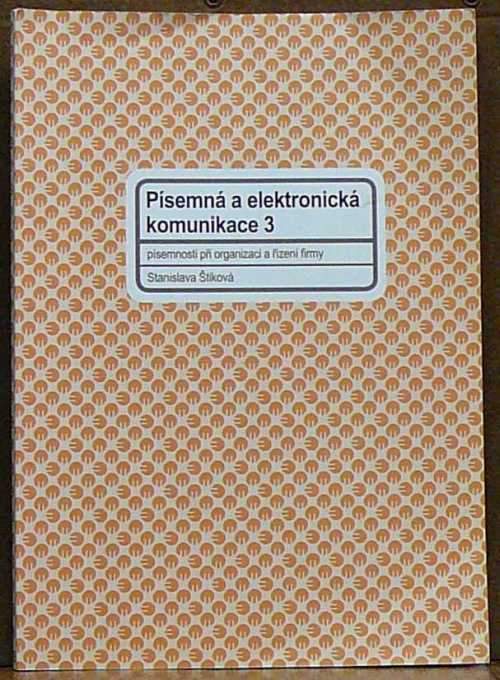 Písemná a elektronická
komunikace 3
písemnosti při organizaci a řízení firmy
Stanislava Štiková